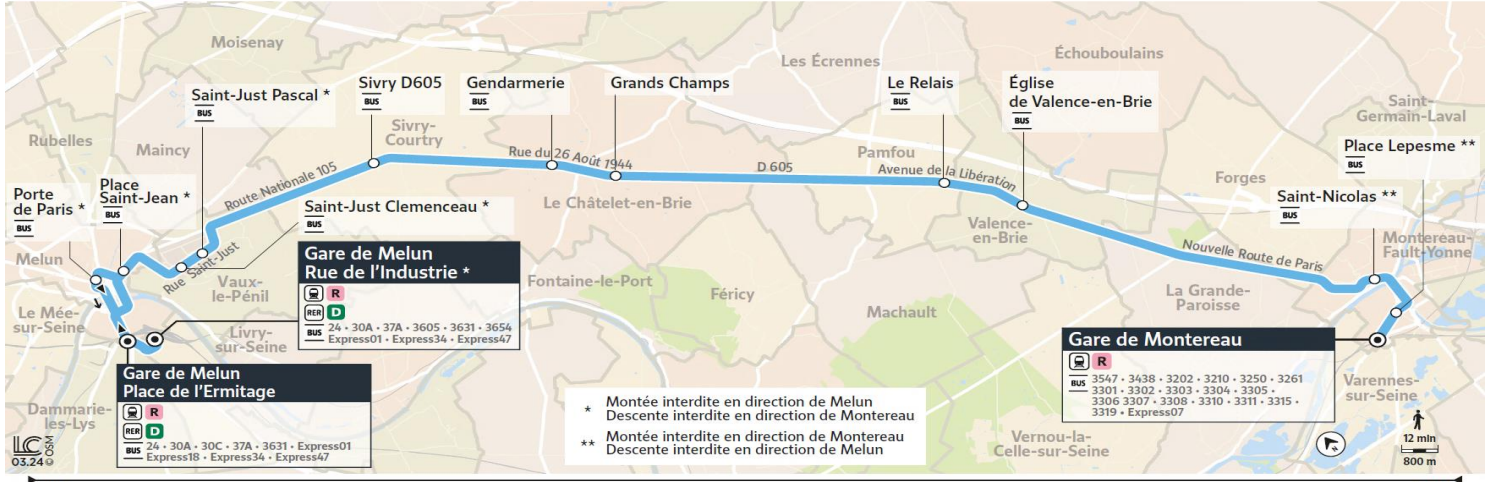 Moisenay
Échouboulains
Les Écrennes
Saint-Just Pascal *
BUS
Sivry D605
BUS
Gendarmerie
BUS
Grands Champs
Le Relais
BUS
Église
de Valence-en-Brie
BUS
Saint-
Germain-Laval
Rubelles
Maincy
Sivry-
Courtry
Rue du 26 Août 1944
D 605
Pamfou
Avenue de la Libération
Place Lepesme **
BUS
Porte
de Paris *
BUS
Place
Saint-Jean *
BUS
Route Nationale 105
Saint-Just Clemenceau *
BUS
Le Châtelet-en-Brie
Forges
Saint-Nicolas **
BUS
Melun
Rue Saint-Just
Vaux-
le-Pénil
Valence-
en-Brie
Nouvelle Route de Paris
Montereau-
Fault-Yonne
Gare de Melun
Rue de l'Industrie *
R
RER D
BUS 24 • 30A • 37A • 3605 • 3631 • 3654
Express01 • Express34 • Express47
Fontaine-le-Port
Féricy
Machault
La Grande-
Paroisse
Le Mée-
sur-Seine
Livry-
sur-Seine
Gare de Melun
Place de l'Ermitage
R
RER D
BUS 24 • 30A • 30C • 37A • 3631 • Express01
Express18 • Express34 • Express47
Gare de Montereau
R
BUS 3547 • 3438 • 3202 • 3210 • 3250 • 3261
3301 • 3302 • 3303 • 3304 • 3305 •
3306 3307 • 3308 • 3310 • 3311 • 3315 •
3319 • Express07
Varennes-
sur-Seine
Dammarie-
les-Lys
* Montée interdite en direction de Melun
Descente interdite en direction de Montereau
** Montée interdite en direction de Montereau
Descente interdite en direction de Melun
Vernou-la-
Celle-sur-Seine
LC
03.24 © OSM
N
12 min
800 m